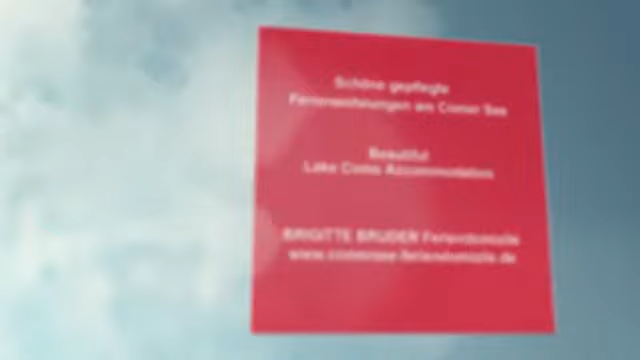 Schöne gepflegte
Ferienwohnungen am Comer See
Beautiful
Lake Como Accommodation
BRIGITTE BRUDER Feriendomizile
www.comersee-feriendomizile.de